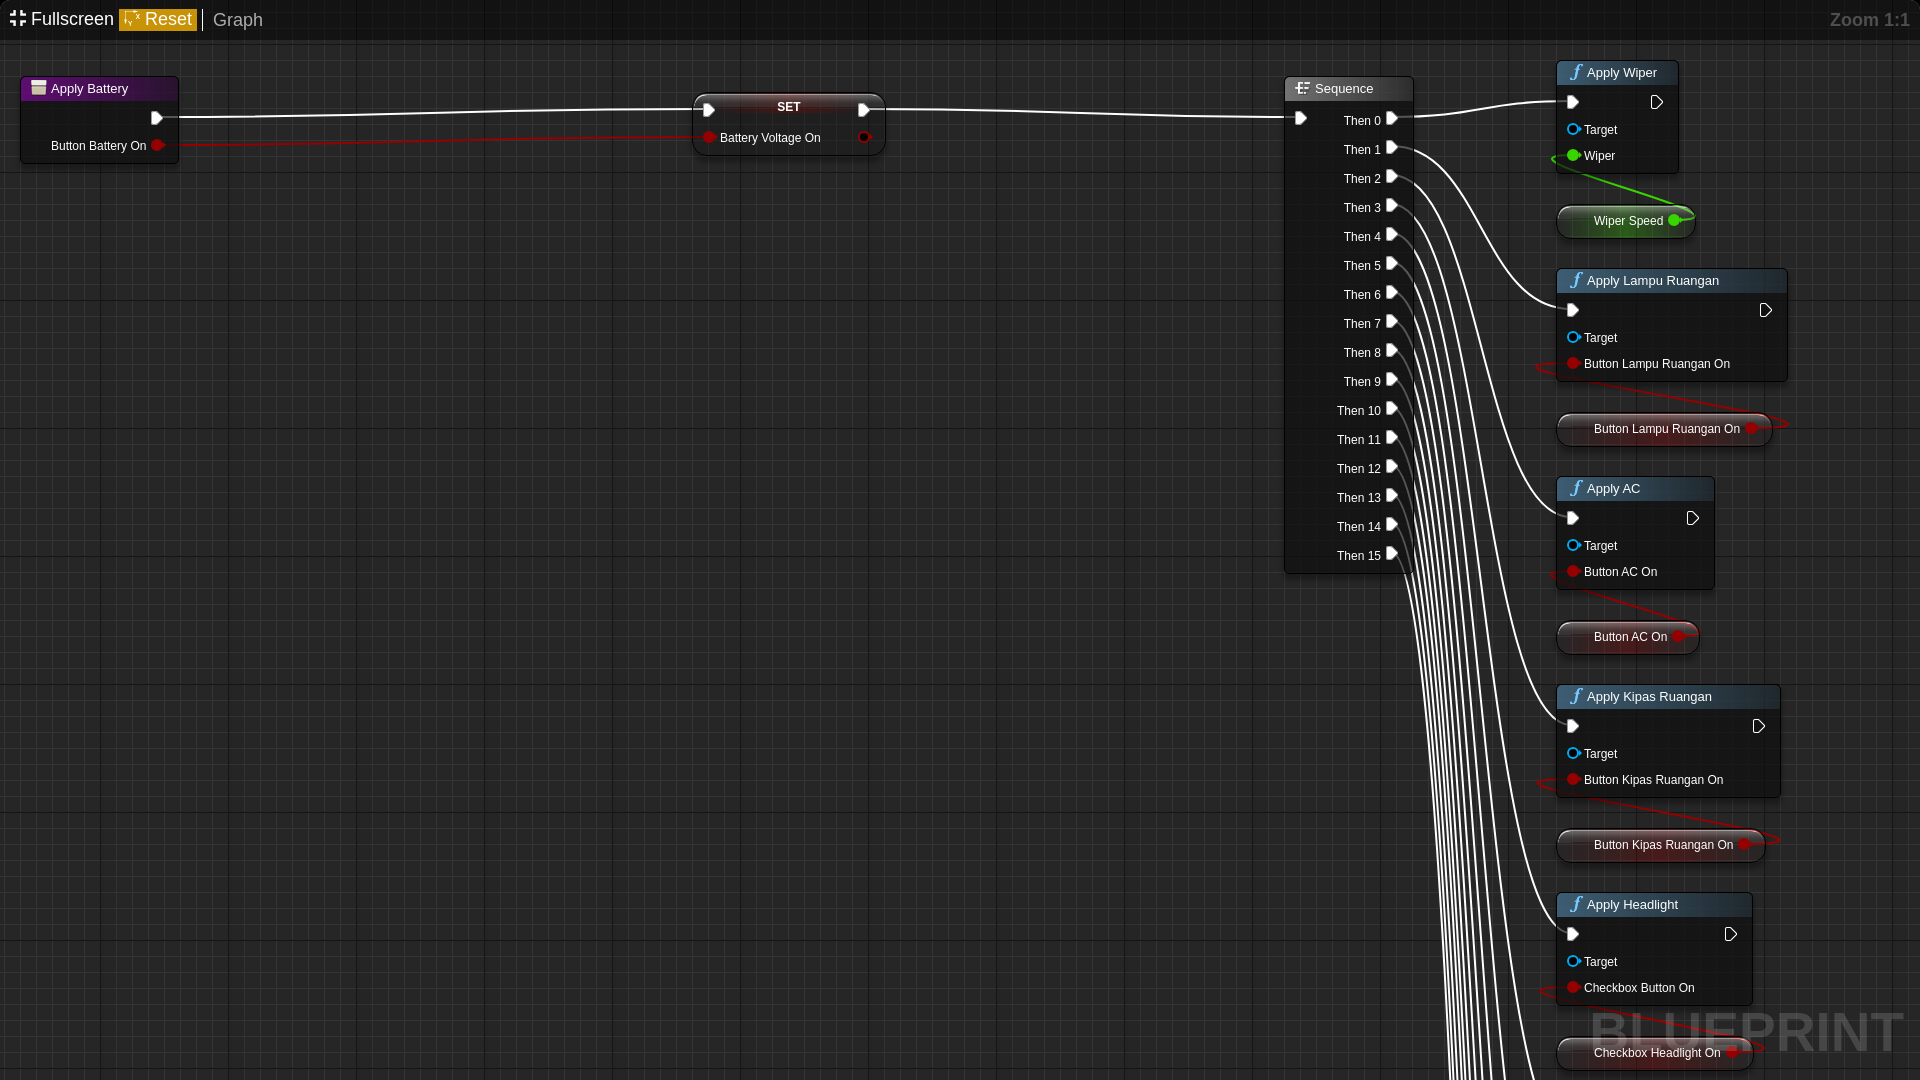 Fullscreen Reset Graph
Zoom 1:1
Apply Battery
Button Battery On
SET
Battery Voltage On
Sequence
Then 0
Then 1
Then 2
Then 3
Then 4
Then 5
Then 6
Then 7
Then 8
Then 9
Then 10
Then 11
Then 12
Then 13
Then 14
Then 15
Apply Wiper
Target
Wiper
Wiper Speed
Apply Lampu Ruangan
Target
Button Lampu Ruangan On
Button Lampu Ruangan On
Apply AC
Target
Button AC On
Button AC On
Apply Kipas Ruangan
Target
Button Kipas Ruangan On
Button Kipas Ruangan On
Apply Headlight
Target
Checkbox Button On
Checkbox Headlight On
BLUEPRINT